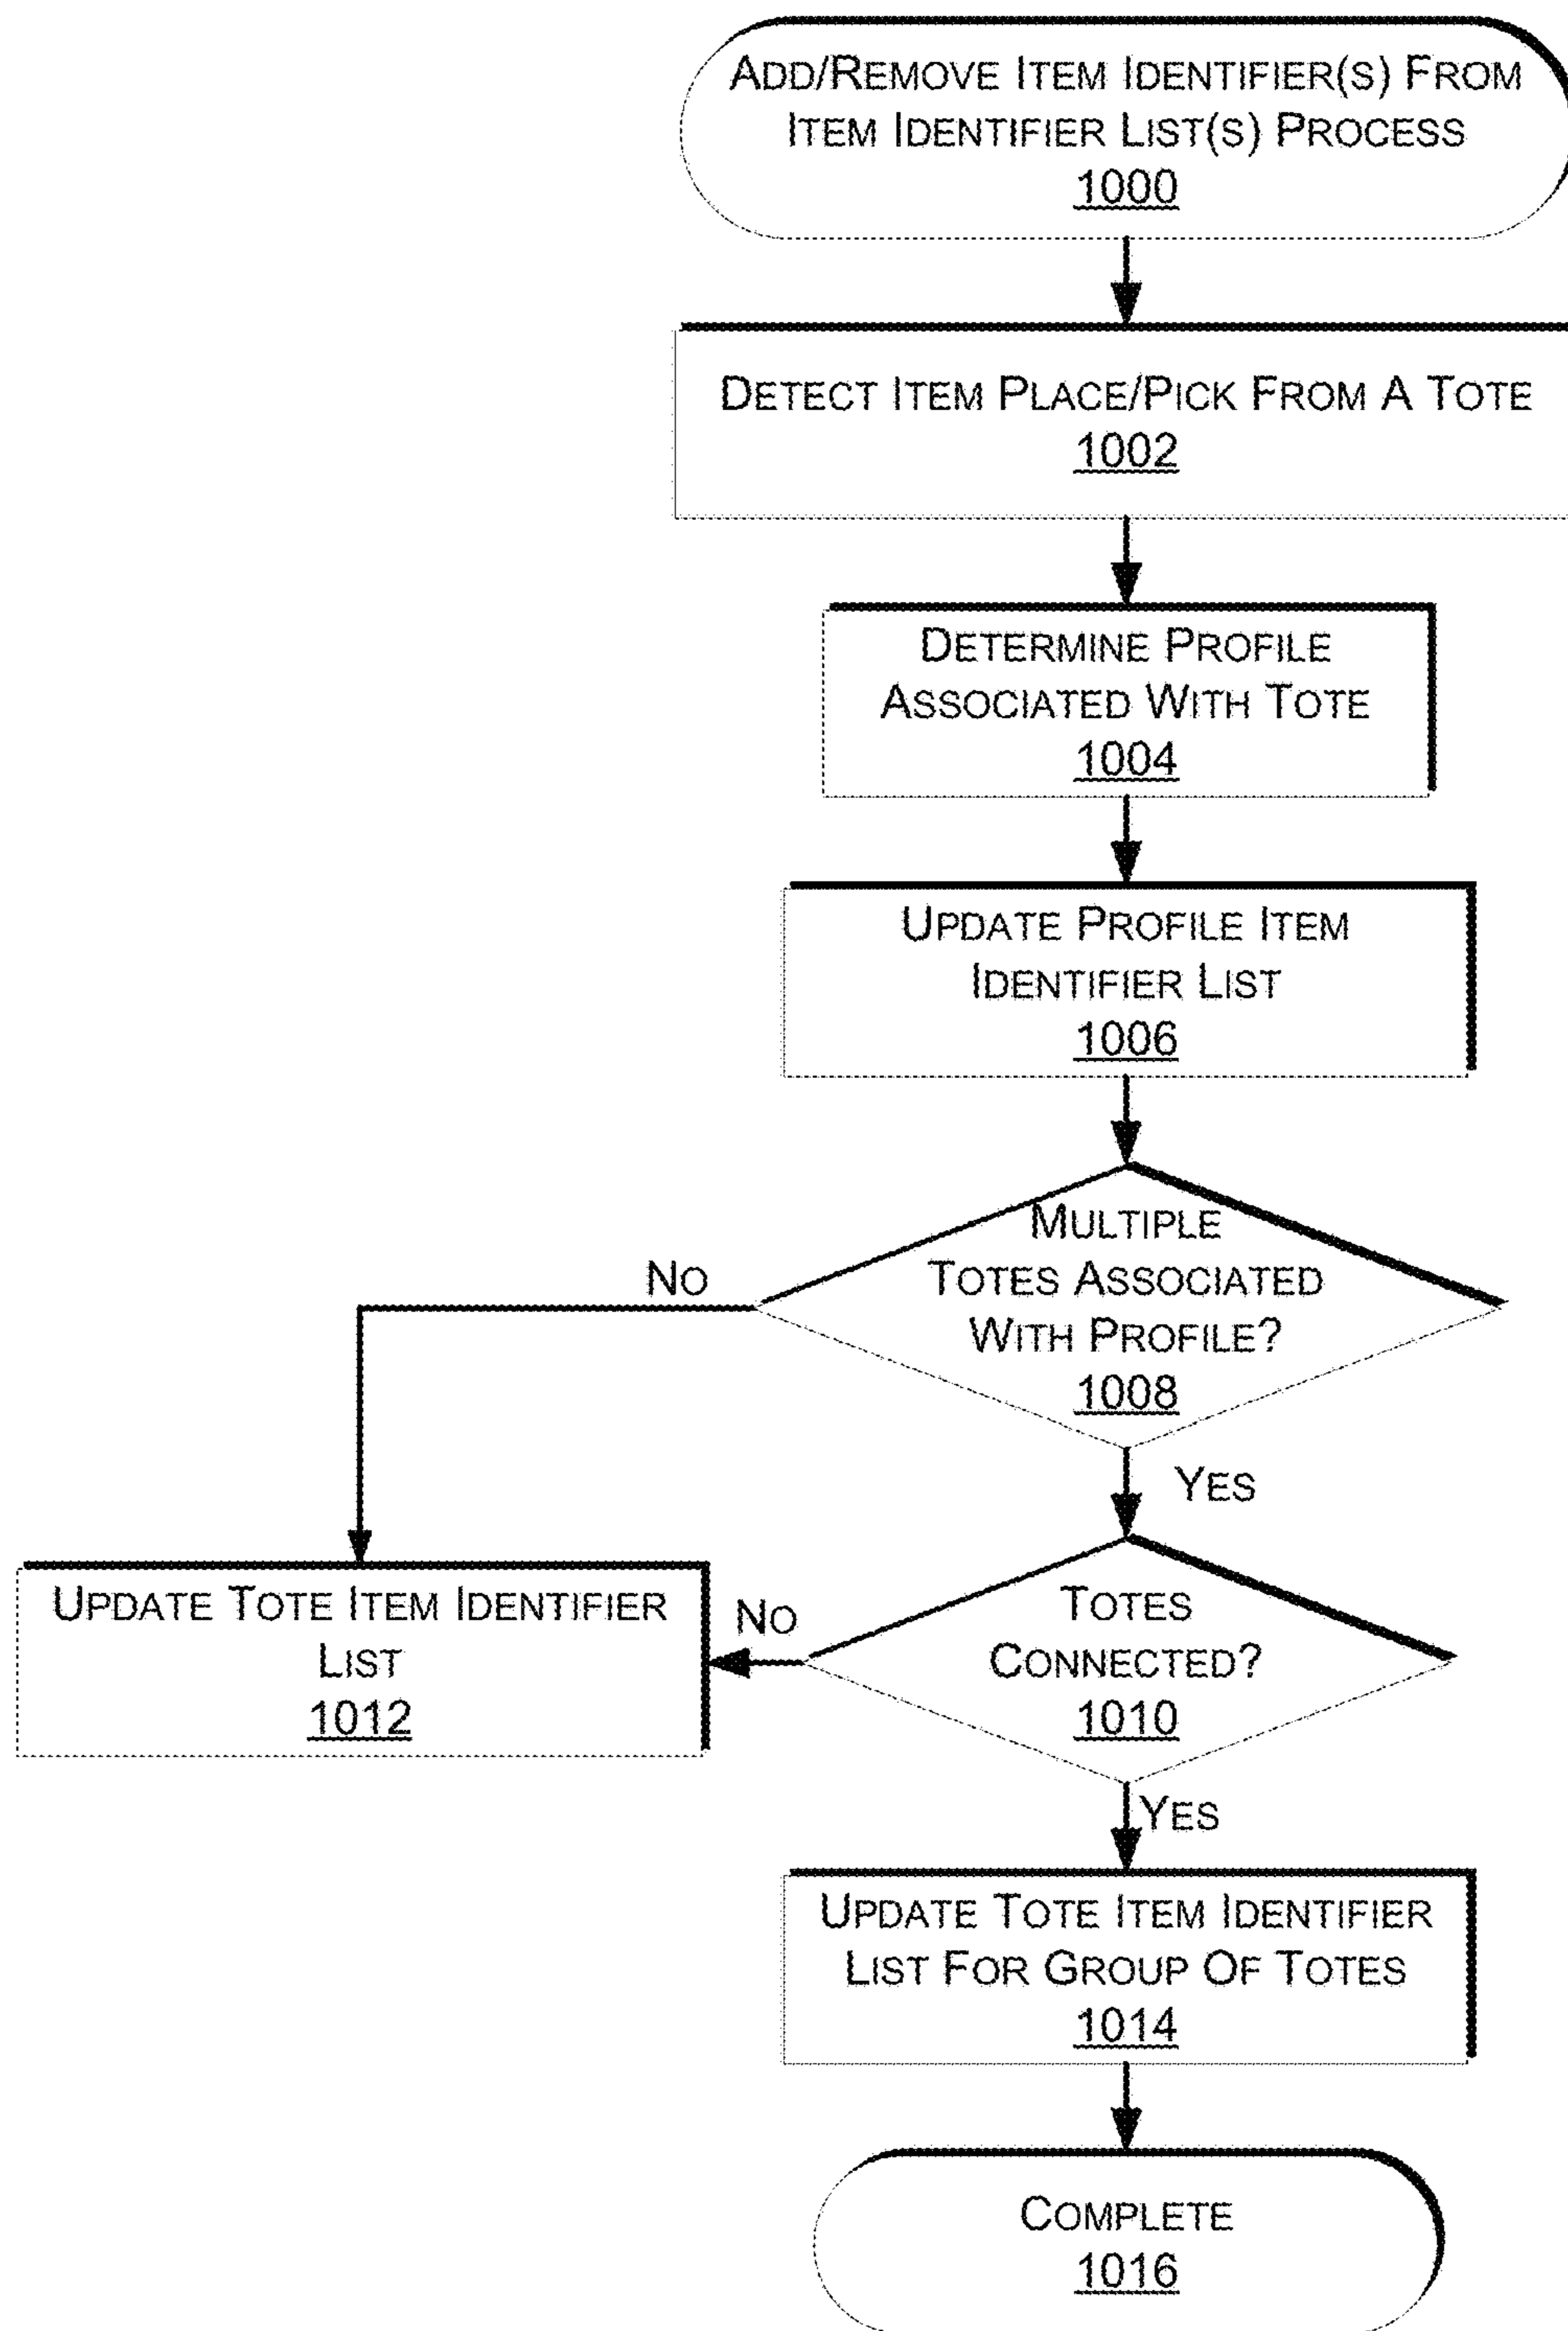 ADD/REMOVE ITEM IDENTIFIER(S) FROM
ITEM IDENTIFIER LIST(S) PROCESS
1000
DETECT ITEM PLACE/PICK FROM A TOTE
1002
DETERMINE PROFILE
ASSOCIATED WITH TOTE
1004
UPDATE PROFILE ITEM
IDENTIFIER LIST
1006
MULTIPLE
TOTES ASSOCIATED
WITH PROFILE?
1008
NO
YES
TOTES
CONNECTED?
1010
NO
UPDATE TOTE ITEM IDENTIFIER
LIST
1012
YES
UPDATE TOTE ITEM IDENTIFIER
LIST FOR GROUP OF TOTES
1014
COMPLETE
1016